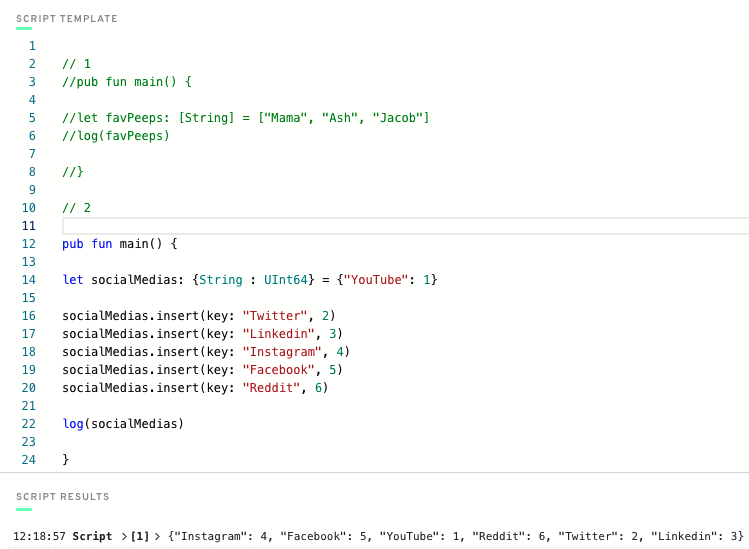 SCRIPT TEMPLATE
1
2 // 1
3 //pub fun main() {
4
5 //let favPeeps: [String] = ["Mama", "Ash", "Jacob"]
6 //log(favPeeps)
7
8 //}
9
10 // 2
11
12 pub fun main() {
13
14 let socialMedias: {String : UInt64} = {"YouTube": 1}
15
16 socialMedias.insert(key: "Twitter", 2)
17 socialMedias.insert(key: "Linkedin", 3)
18 socialMedias.insert(key: "Instagram", 4)
19 socialMedias.insert(key: "Facebook", 5)
20 socialMedias.insert(key: "Reddit", 6)
21
22 log(socialMedias)
23
24 }
SCRIPT RESULTS
12:18:57 Script > [1] > {"Instagram": 4, "Facebook": 5, "YouTube": 1, "Reddit": 6, "Twitter": 2, "Linkedin": 3}